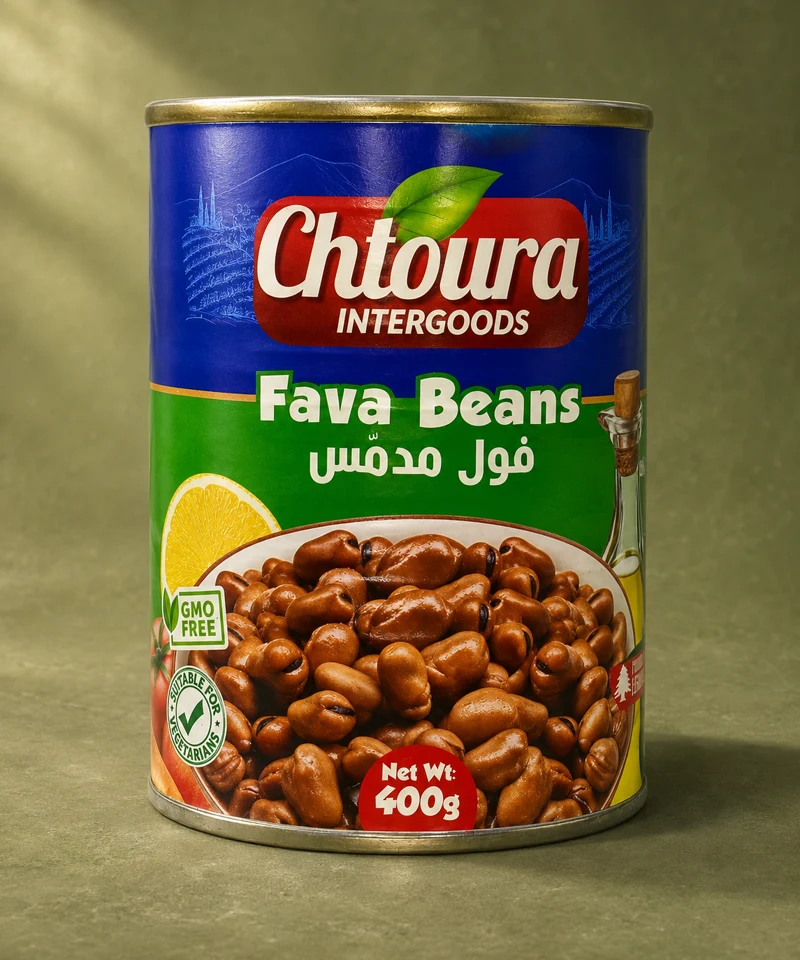 Chtoura
INTERGOODS
Fava Beans
فول مدمّس
GMO
FREE
SUITABLE FOR
VEGETARIANS
Net Wt:
400g